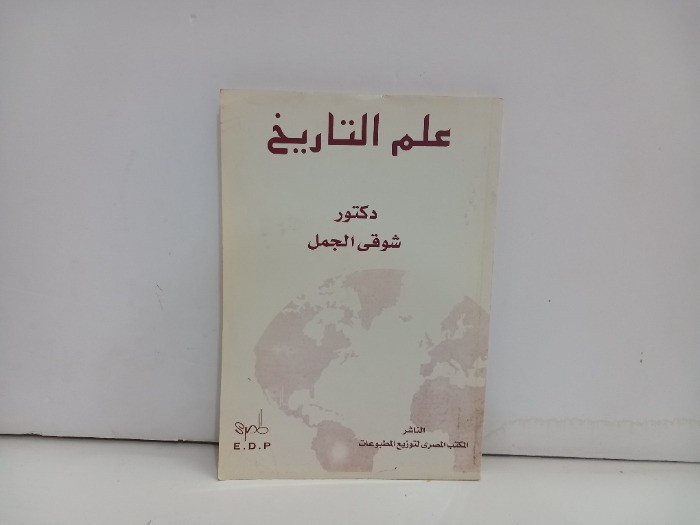 علم التاريخ
دكتور
شوقى الجمل
الناشر
المكتب المصرى لتوزيع المطبوعات
E.D.P